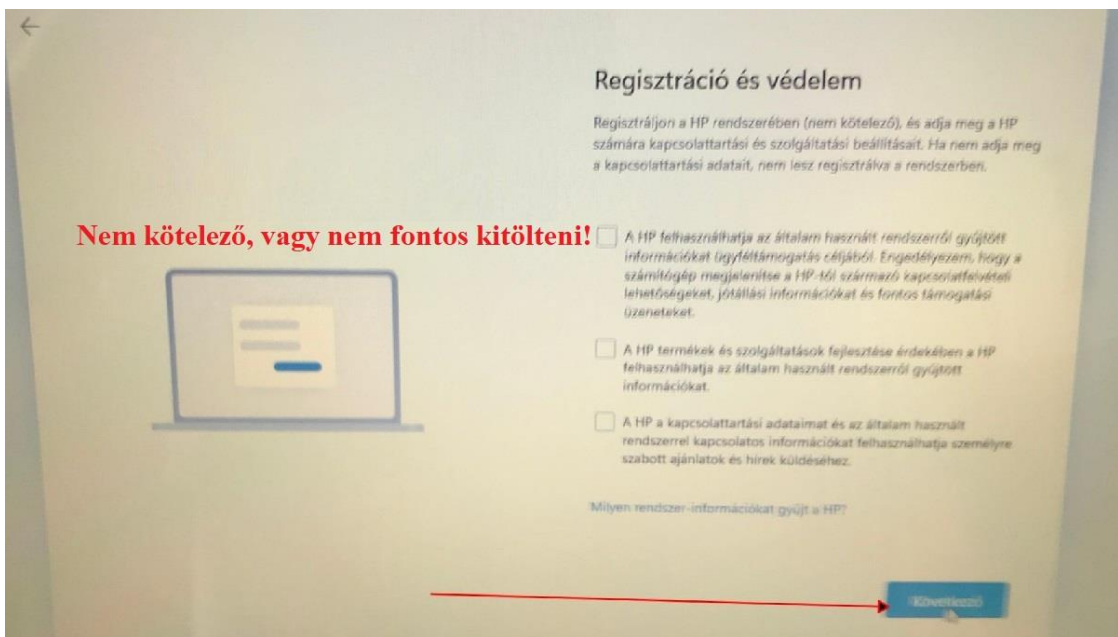 Regisztráció és védelem
Regisztráljon a HP rendszerében (nem kötelező), és adja meg a HP
számára kapcsolattartási és szolgáltatási beállításait. Ha nem adja meg
a kapcsolattartási adatait, nem lesz regisztrálva a rendszerben.
Nem kötelező, vagy nem fontos kitölteni!
A HP felhasználhatja az általam használt rendszerről gyűjtött
információkat ügyféltámogatás céljából. Engedélyezem, hogy a
számítógép megjelenítse a HP-től származó kapcsolatfelvételi
lehetőségeket, jótállási információkat és fontos támogatási
üzeneteket.
A HP termékek és szolgáltatások fejlesztése érdekében a HP
felhasználhatja az általam használt rendszerről gyűjtött
információkat.
A HP a kapcsolattartási adataimat és az általam használt
rendszerrel kapcsolatos információkat felhasználhatja személyre
szabott ajánlatok és hírek küldéséhez.
Milyen rendszer-információkat gyűjt a HP?
Következő